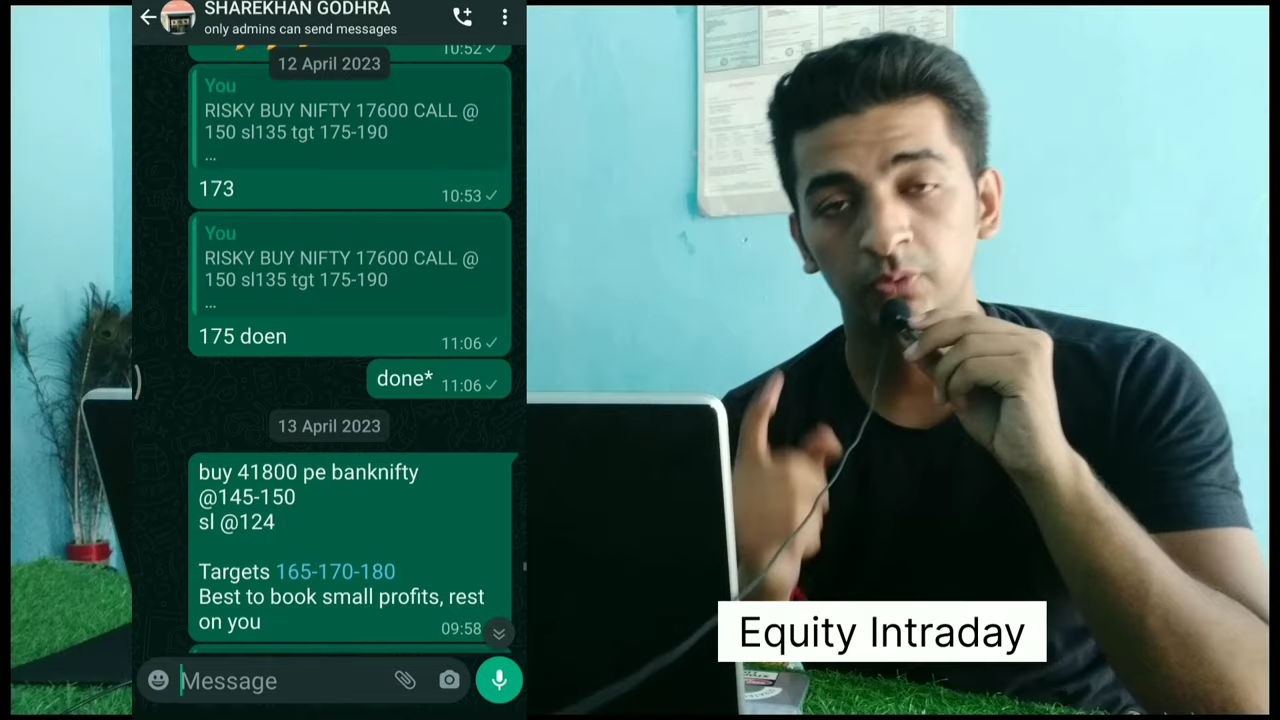 SHAREKHAN GODHRA
only admins can send messages
10:52
12 April 2023
You
RISKY BUY NIFTY 17600 CALL @
150 sl135 tgt 175-190
...
173
10:53
You
RISKY BUY NIFTY 17600 CALL @
150 sl135 tgt 175-190
...
175 doen
11:06
done* 11:06
13 April 2023
buy 41800 pe banknifty
@145-150
sl @124
Targets 165-170-180
Best to book small profits, rest
on you
09:58
Message
Equity Intraday